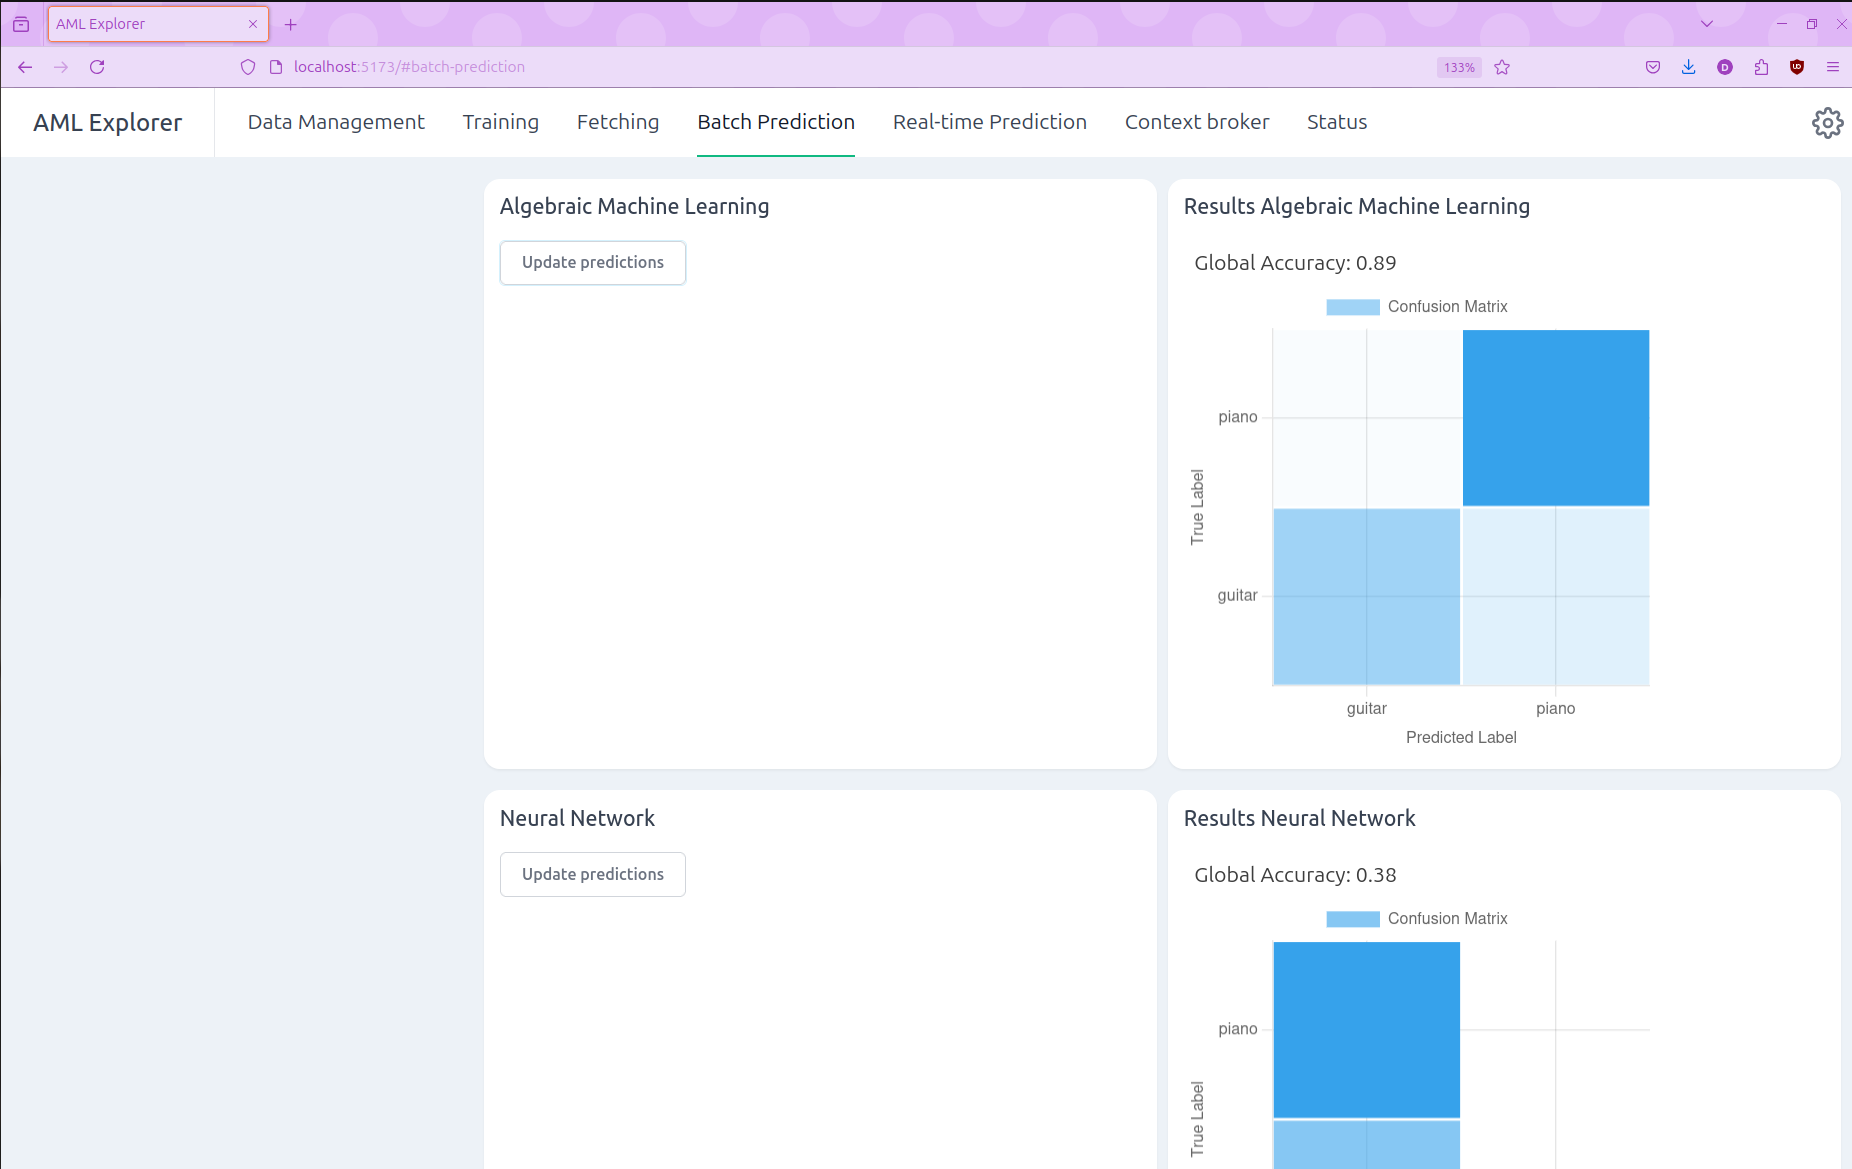 AML Explorer
localhost:5173/#batch-prediction
133%
D
AML Explorer
Data Management
Training
Fetching
Batch Prediction
Real-time Prediction
Context broker
Status
Algebraic Machine Learning
Update predictions
Results Algebraic Machine Learning
Global Accuracy: 0.89
Confusion Matrix
piano
True Label
guitar
guitar
piano
Predicted Label
Neural Network
Update predictions
Results Neural Network
Global Accuracy: 0.38
Confusion Matrix
piano
True Label